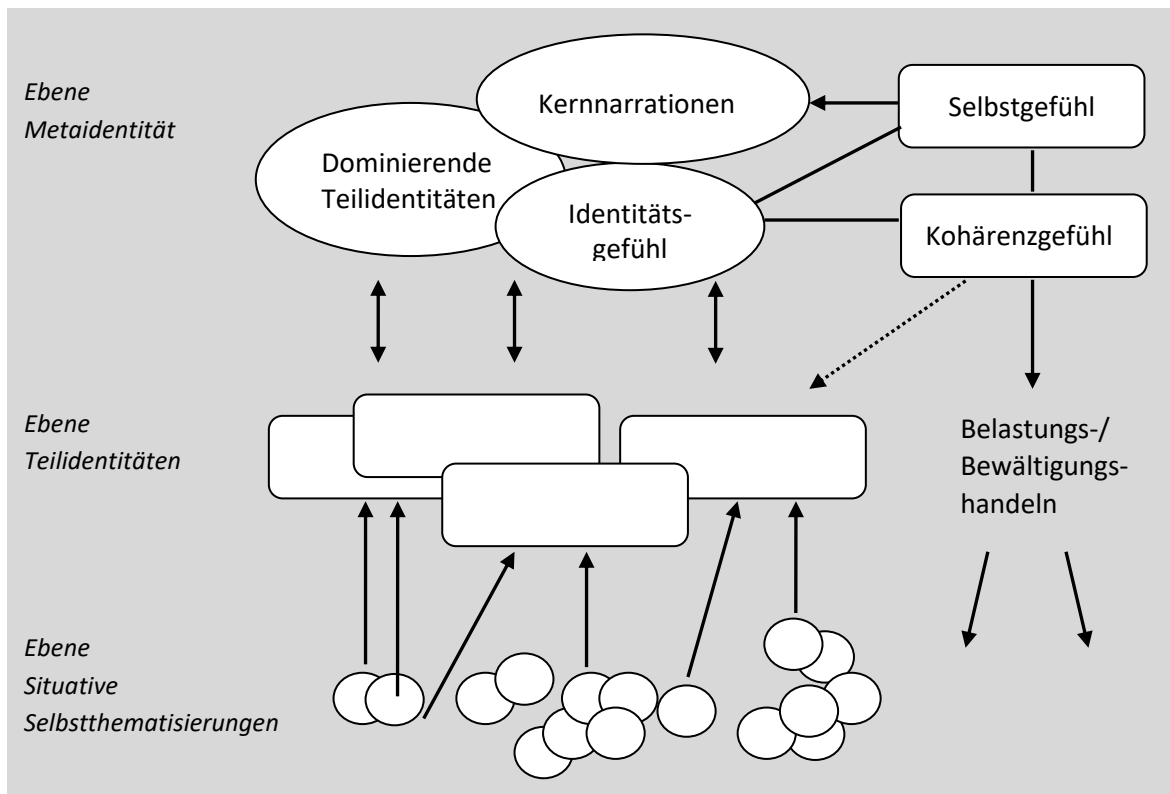 Ebene
Metaidentität
Kernnarrationen
Selbstgefühl
Dominierende
Teilidentitäten
Identitäts-
gefühl
Kohärenzgefühl
Ebene
Teilidentitäten
Belastungs-/
Bewältigungs-
handeln
Ebene
Situative
Selbstthematisierungen